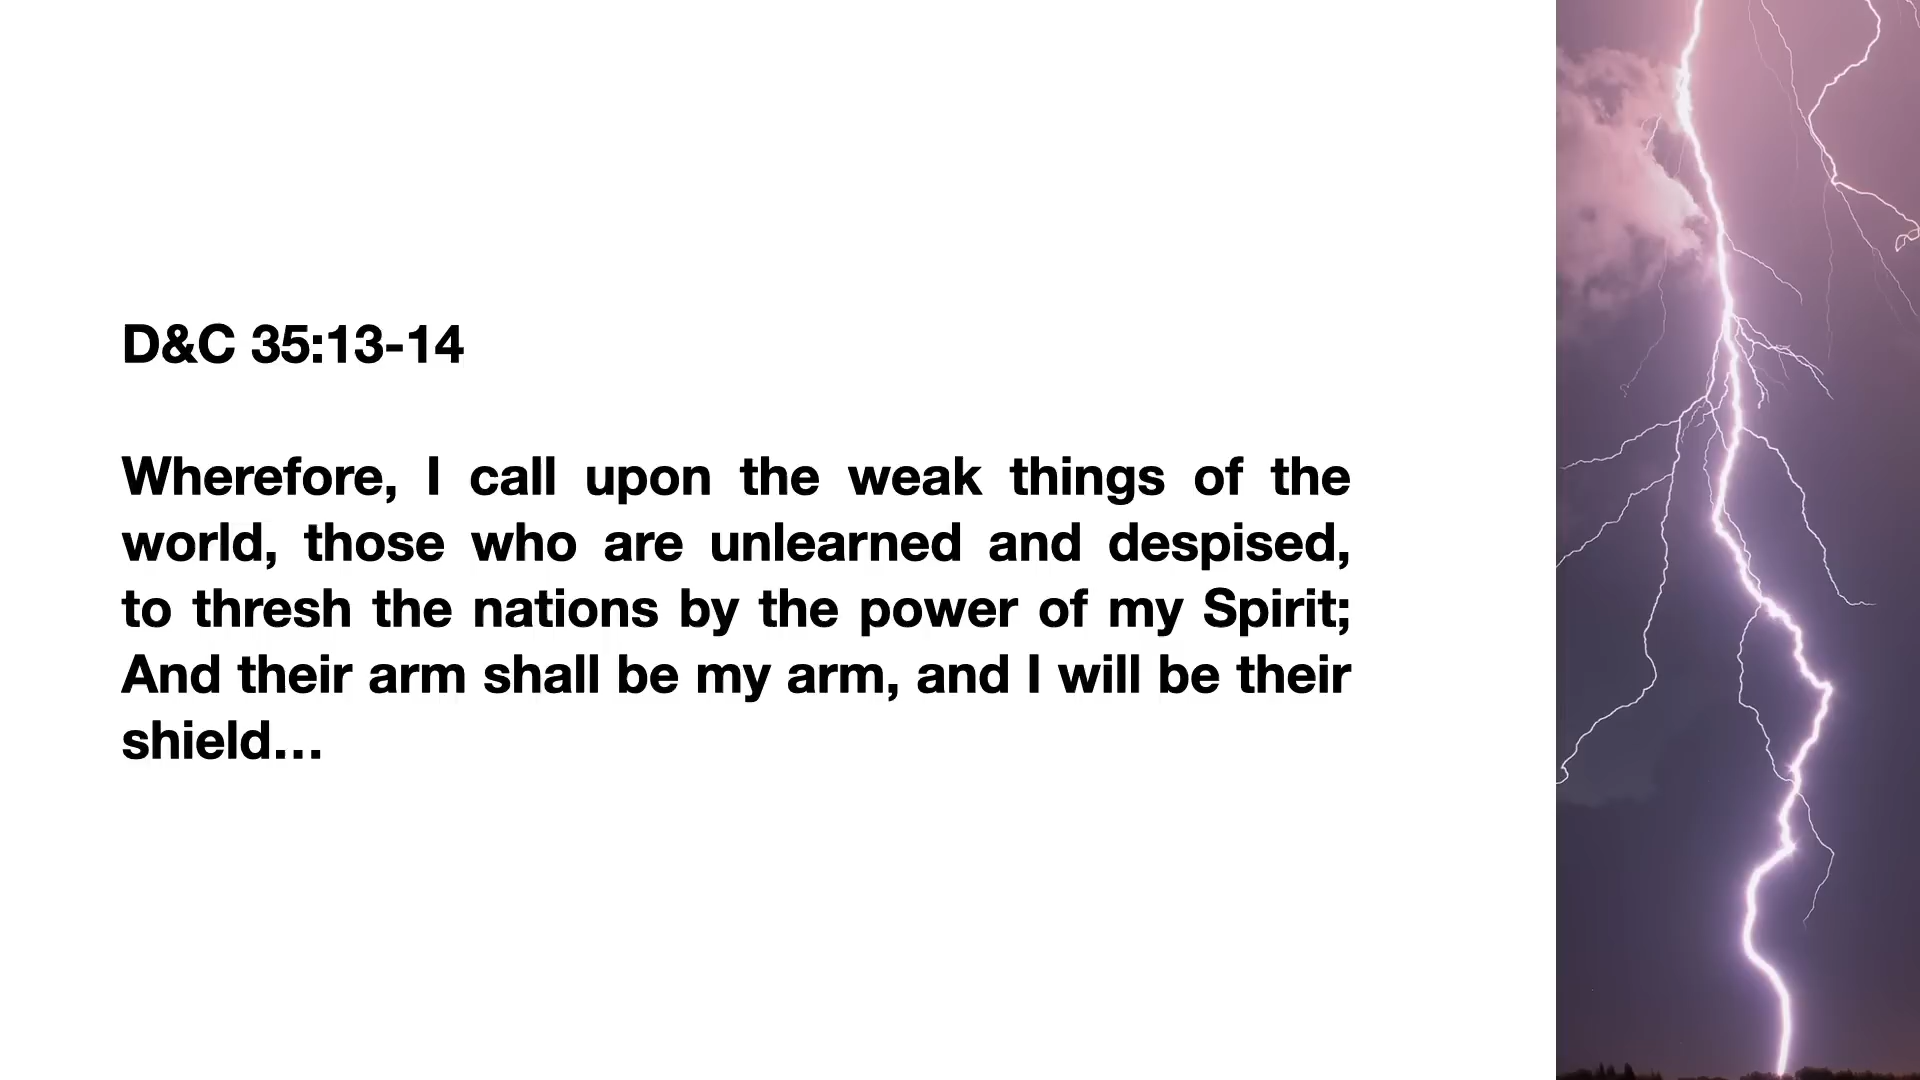 D&C 35:13-14
Wherefore, I call upon the weak things of the
world, those who are unlearned and despised,
to thresh the nations by the power of my Spirit;
And their arm shall be my arm, and I will be their
shield…